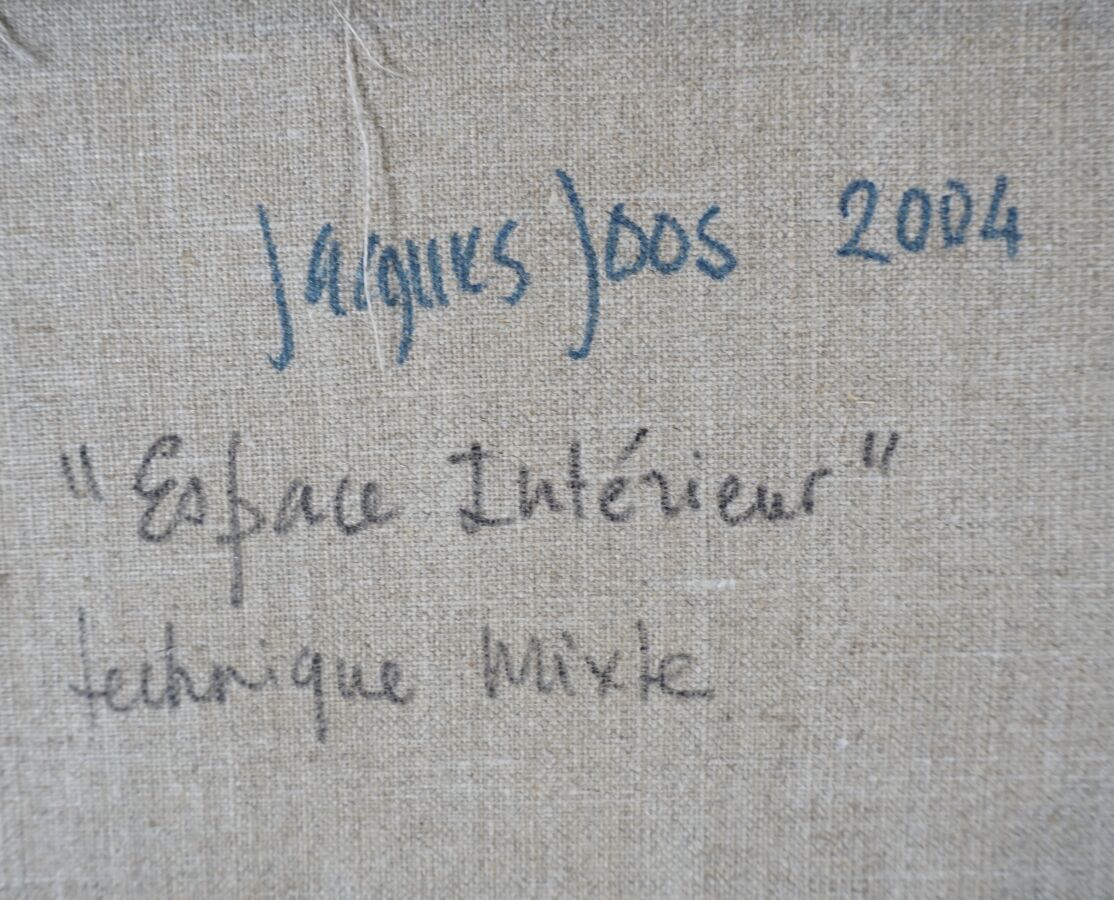 Jacques Joos 2004
"Espace Intérieur"
technique Mixte